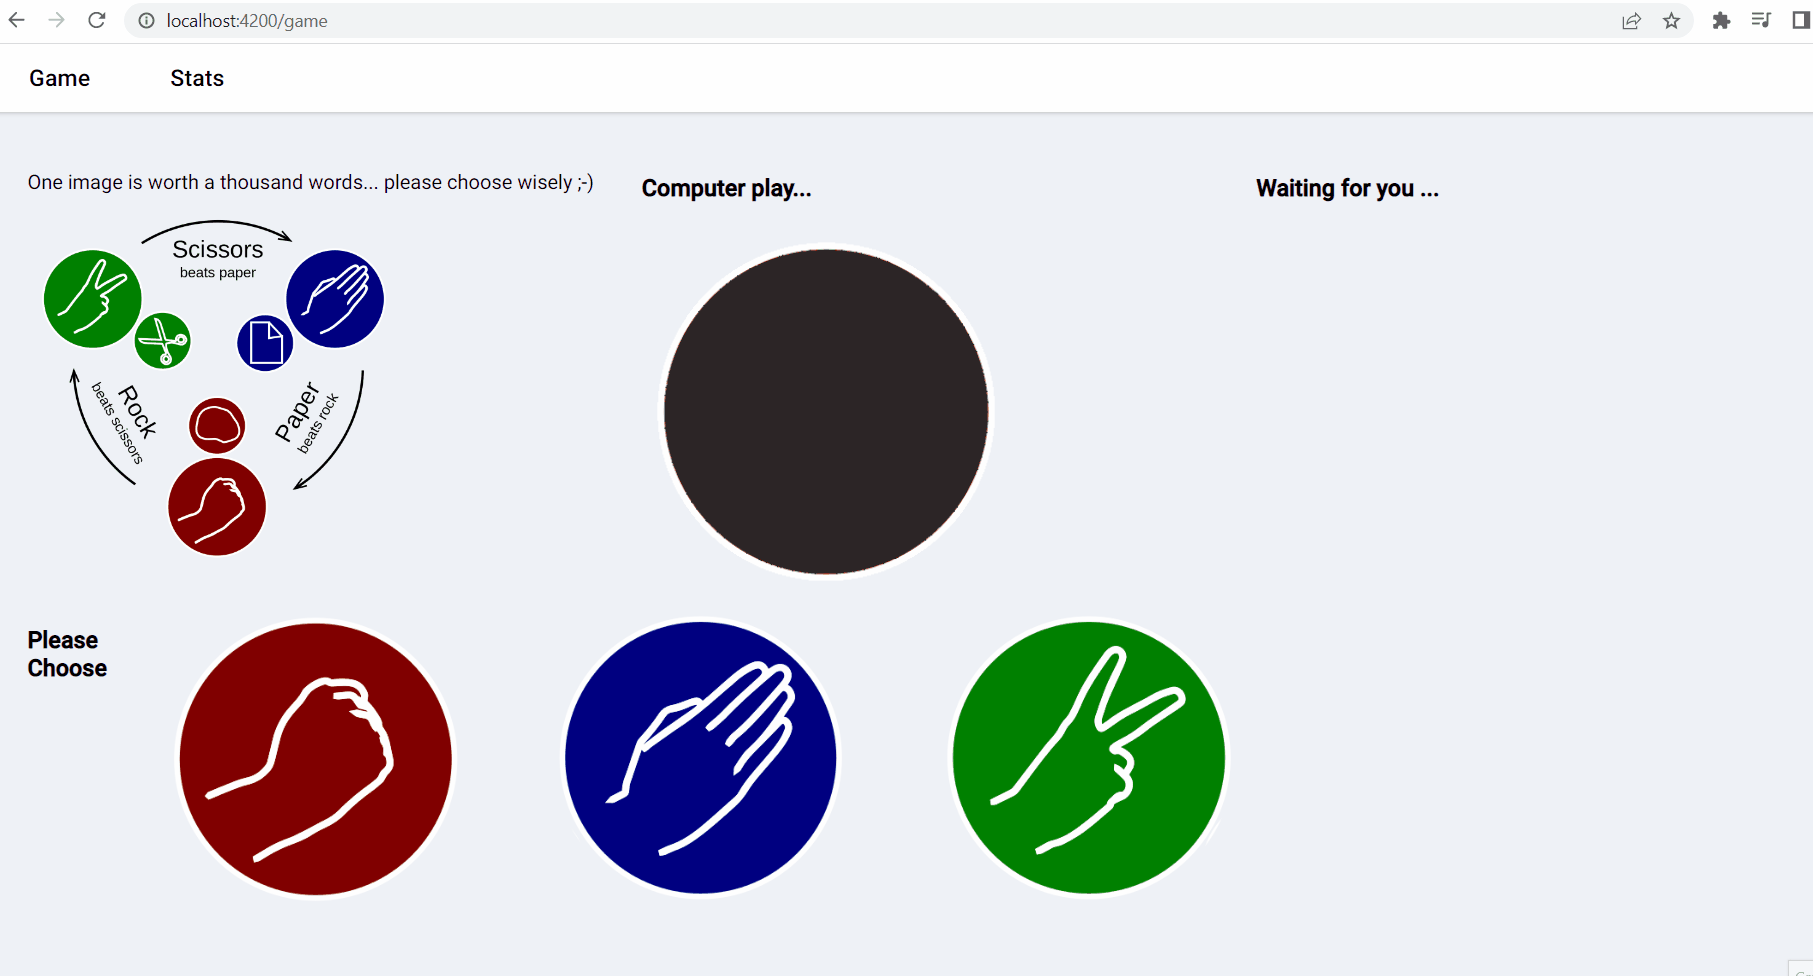 localhost:4200/game
Game
Stats
One image is worth a thousand words... please choose wisely ;-)
Computer play...
Waiting for you ...
Scissors
beats paper
Rock
beats scissors
Paper
beats rock
Please
Choose